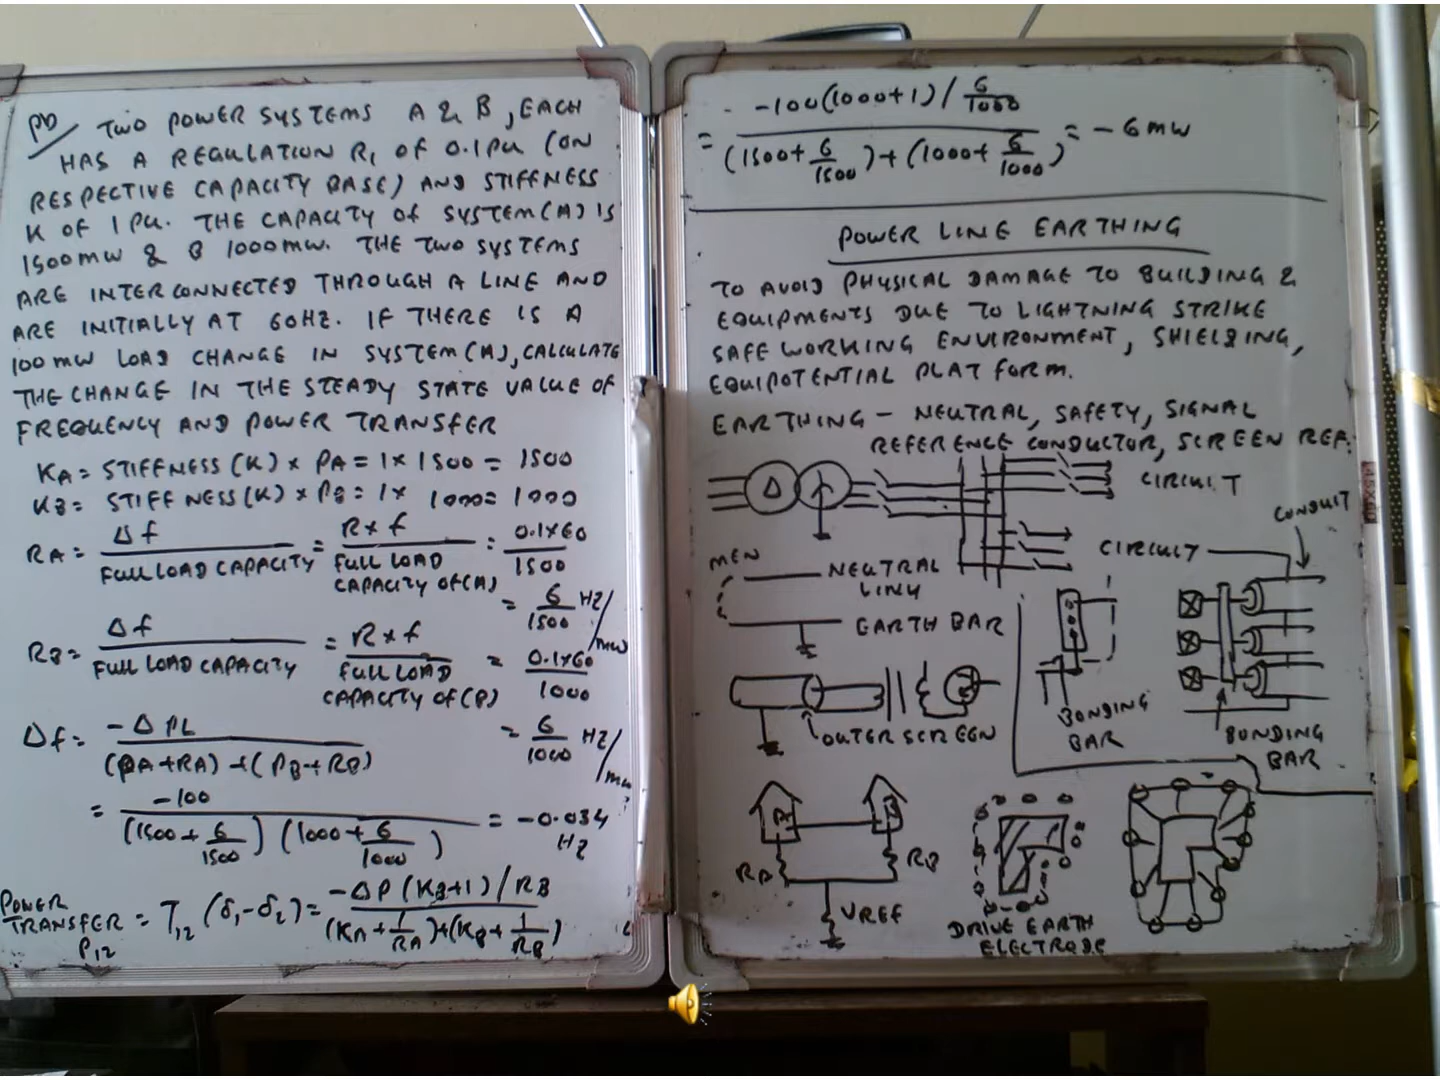 PB TWO POWER SYSTEMS A & B, EACH
HAS A REGULATION R, OF 0.1PU (ON
RESPECTIVE CAPACITY BASE) AND STIFFNESS
K OF 1 PU. THE CAPACITY OF SYSTEM (A) IS
1500MW & B 1000MW. THE TWO SYSTEMS
ARE INTERCONNECTED THROUGH A LINE AND
ARE INITIALLY AT 60HZ. IF THERE IS A
100MW LOAD CHANGE IN SYSTEM (A), CALCULATE
THE CHANGE IN THE STEADY STATE VALUE OF
FREQUENCY AND POWER TRANSFER
KA = STIFFNESS (K) × PA = 1 × 1500 = 1500
KB = STIFFNESS (K) × PB = 1 × 1000 = 1000
RA = Δf / FULL LOAD CAPACITY = R × f / FULL LOAD CAPACITY OF (A) = 0.1×60 / 1500
= 6/1500 HZ/MW
RB = Δf / FULL LOAD CAPACITY = R × f / FULL LOAD CAPACITY OF (B) = 0.1×60 / 1000
= 6/1000 HZ/MW
Δf = -ΔPL / (PA+RA) + (PB+RB)
= -100 / (1500 + 6/1500) (1000 + 6/1000) = -0.034 HZ
POWER TRANSFER P12 = T12 (δ1-δ2) = -ΔP (KB+1) / RB / (KA + 1/RA) + (KB + 1/RB)
= -100 (1000+1) / 6/1000 / (1500 + 6/1500) + (1000 + 6/1000) = -6 MW
POWER LINE EARTHING
TO AVOID PHYSICAL DAMAGE TO BUILDING &
EQUIPMENTS DUE TO LIGHTNING STRIKE
SAFE WORKING ENVIRONMENT, SHIELDING,
EQUIPOTENTIAL PLATFORM.
EARTHING - NEUTRAL, SAFETY, SIGNAL
REFERENCE CONDUCTOR, SCREEN REF.
Δ
CIRCUIT
CONDUIT
MEN
NEUTRAL
LINK
CIRCUIT
EARTH BAR
OUTER SCREEN
BONDING
BAR
BONDING
BAR
A
B
RA
RB
VREF
DRIVE EARTH
ELECTRODE